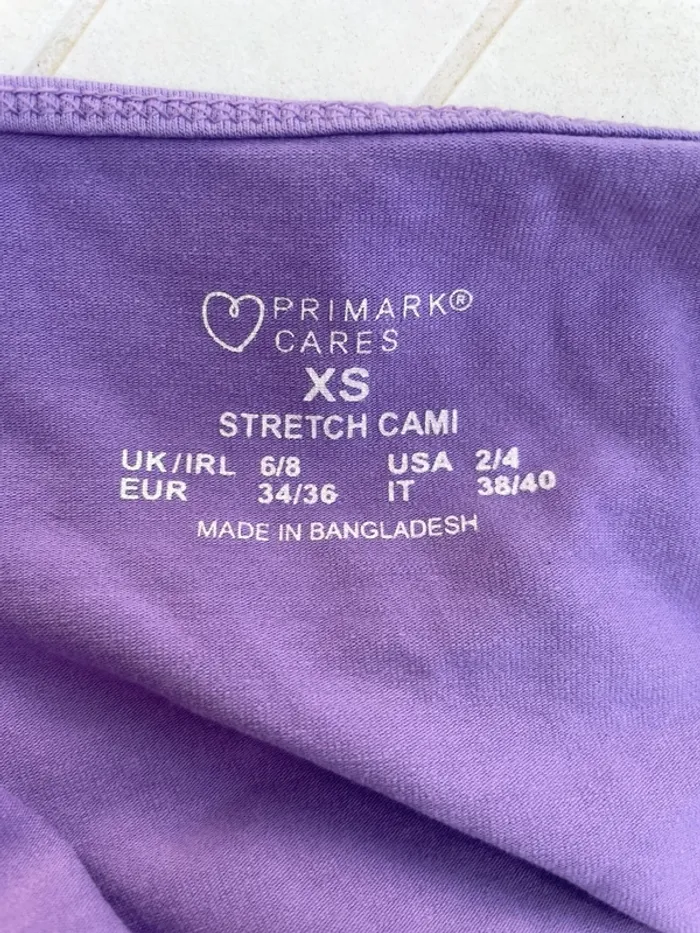 PRIMARK®
CARES
XS
STRETCH CAMI
UK/IRL 6/8 USA 2/4
EUR 34/36 IT 38/40
MADE IN BANGLADESH